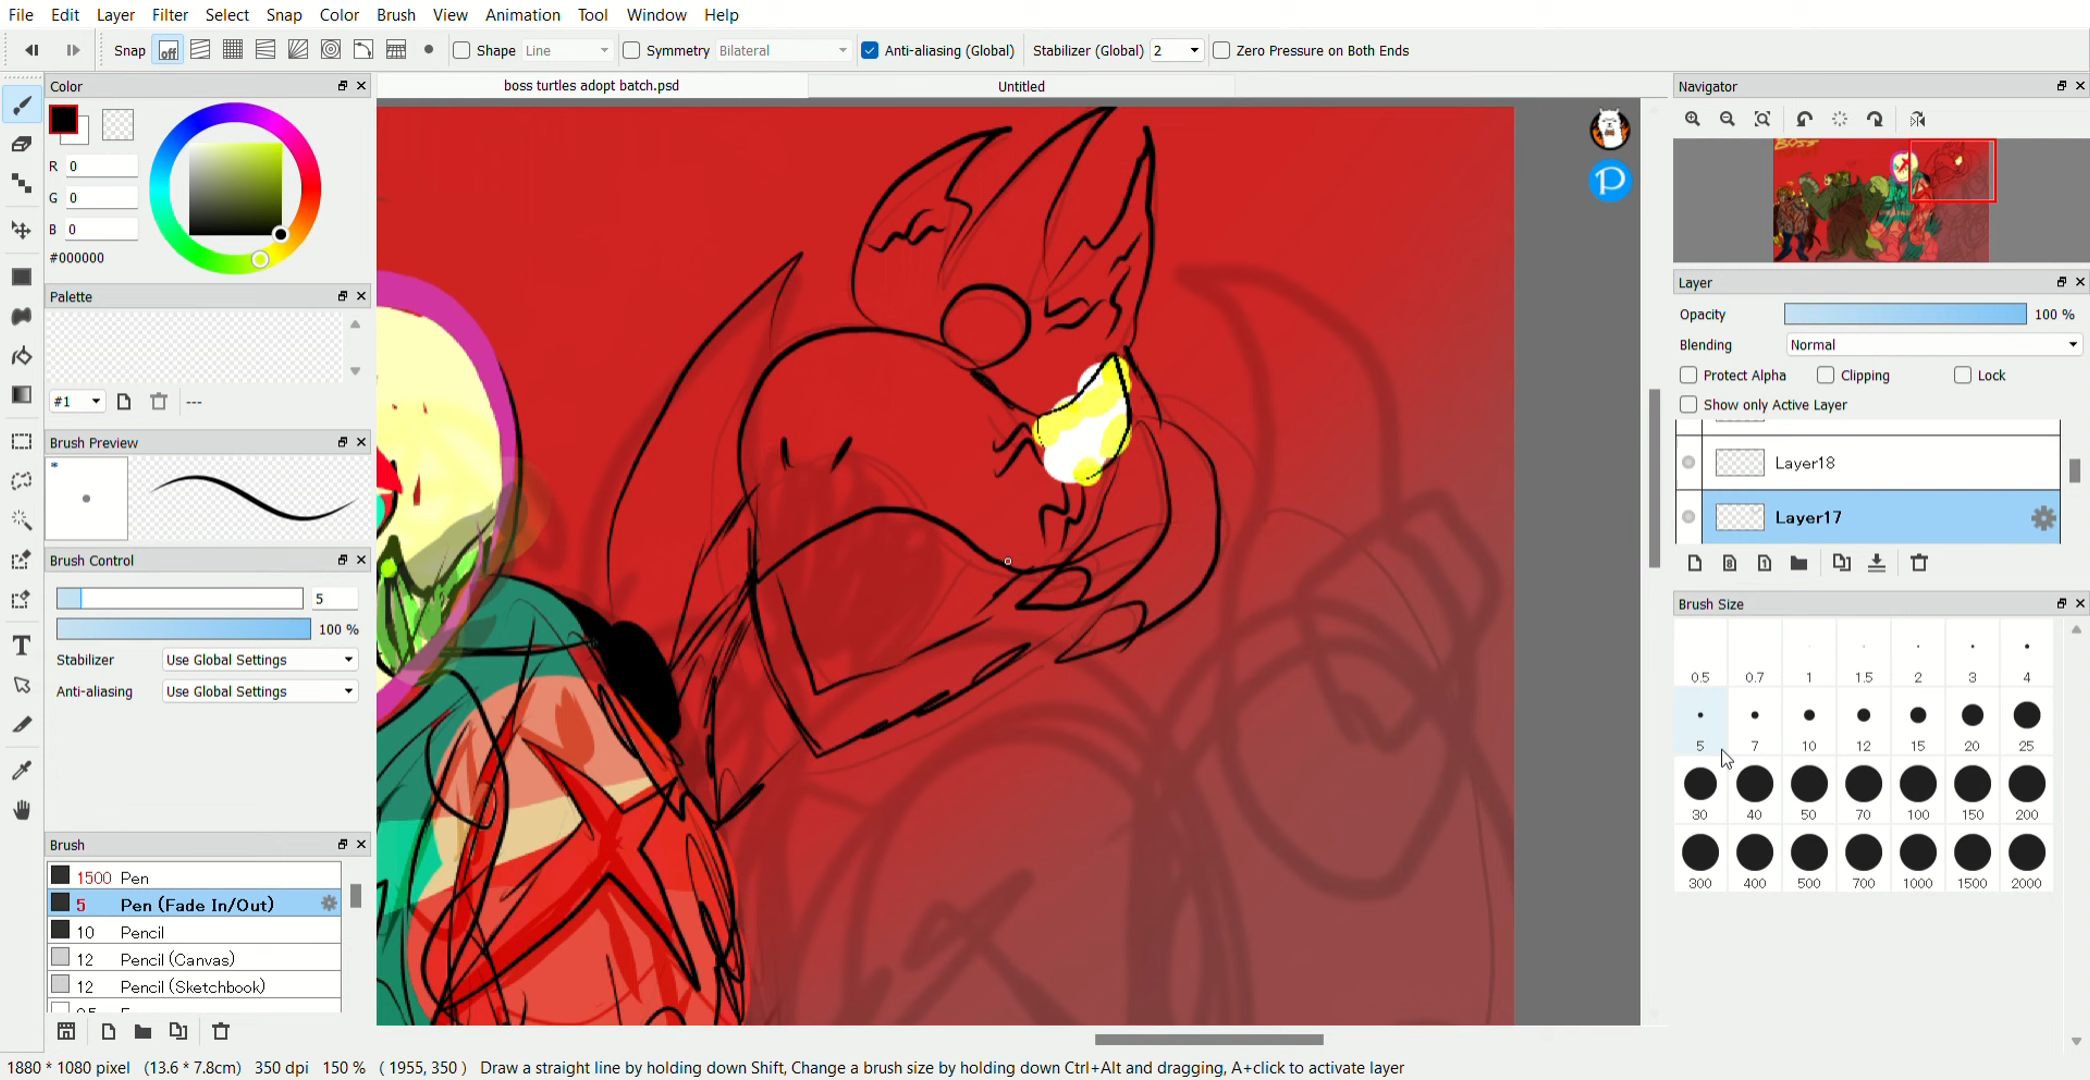 File Edit Layer Filter Select Snap Color Brush View Animation Tool Window Help
Snap off Shape Line Symmetry Bilateral Anti-aliasing (Global) Stabilizer (Global) 2 Zero Pressure on Both Ends
Color
boss turtles adopt batch.psd
Untitled
Navigator
R 0
G 0
B 0
#000000
Palette
#1
---
Brush Preview
*
Brush Control
5
100 %
Stabilizer Use Global Settings
Anti-aliasing Use Global Settings
Brush
1500 Pen
5 Pen (Fade In/Out)
10 Pencil
12 Pencil (Canvas)
12 Pencil (Sketchbook)
P
BOSS
Layer
Opacity 100 %
Blending Normal
Protect Alpha Clipping Lock
Show only Active Layer
Layer18
Layer17
8 1
Brush Size
0.5 0.7 1 1.5 2 3 4
5 7 10 12 15 20 25
30 40 50 70 100 150 200
300 400 500 700 1000 1500 2000
T
1880 * 1080 pixel (13.6 * 7.8cm) 350 dpi 150 % ( 1955, 350 ) Draw a straight line by holding down Shift, Change a brush size by holding down Ctrl+Alt and dragging, A+click to activate layer